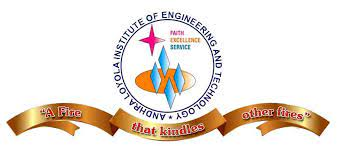 ANDHRA LOYOLA INSTITUTE OF ENGINEERING AND TECHNOLOGY
FAITH
EXCELLENCE
SERVICE
"A Fire
that kindles
other fires"